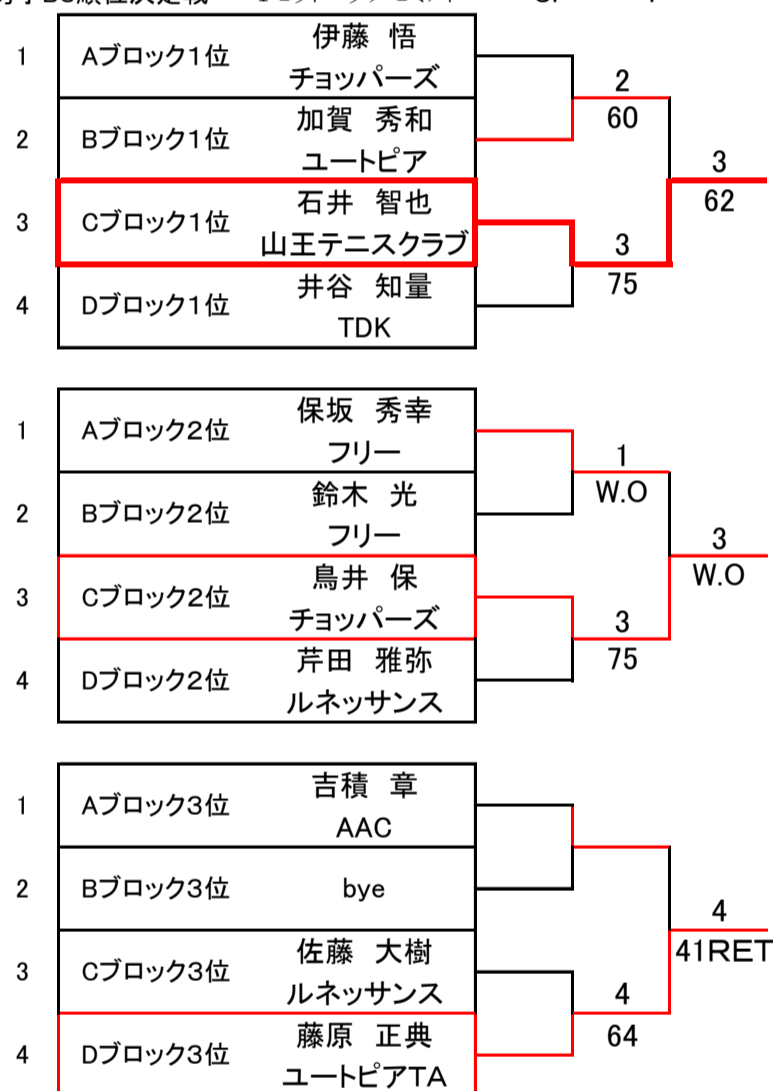 1 Aブロック1位 伊藤 悟
チョッパーズ
2
60
2 Bブロック1位 加賀 秀和
ユートピア
3
62
3 Cブロック1位 石井 智也
山王テニスクラブ
3
75
4 Dブロック1位 井谷 知量
TDK
1 Aブロック2位 保坂 秀幸
フリー
1
W.O
2 Bブロック2位 鈴木 光
フリー
3
W.O
3 Cブロック2位 鳥井 保
チョッパーズ
3
75
4 Dブロック2位 芹田 雅弥
ルネッサンス
1 Aブロック3位 吉積 章
AAC
2 Bブロック3位 bye
4
41RET
3 Cブロック3位 佐藤 大樹
ルネッサンス
4
64
4 Dブロック3位 藤原 正典
ユートピアTA